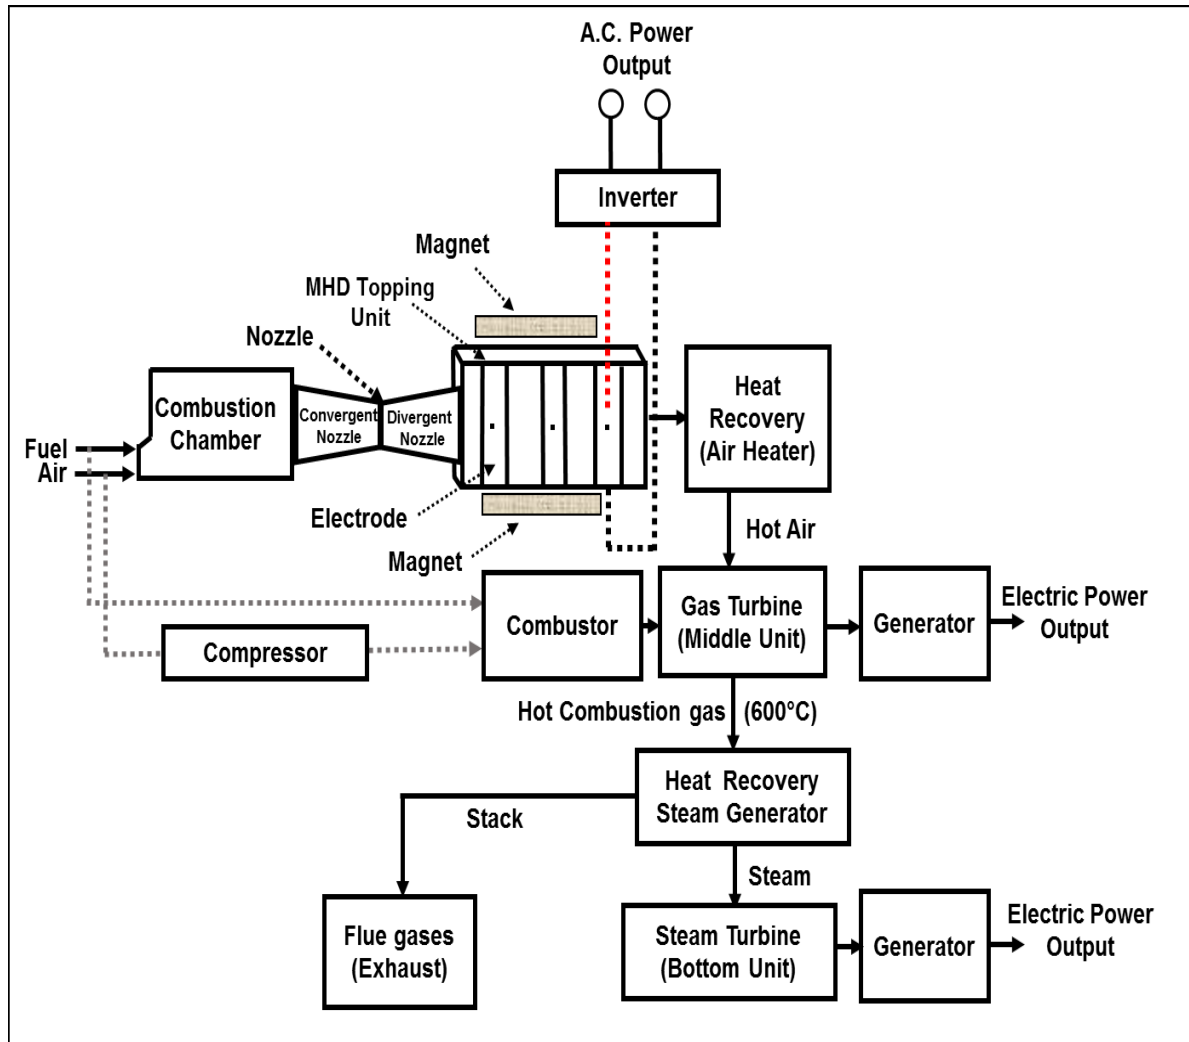 A.C. Power
Output
Inverter
Magnet
MHD Topping
Unit
Nozzle
Combustion
Chamber
Convergent
Nozzle
Divergent
Nozzle
Heat
Recovery
(Air Heater)
Fuel
Air
Electrode
Magnet
Hot Air
Compressor
Combustor
Gas Turbine
(Middle Unit)
Generator
Electric Power
Output
Hot Combustion gas (600°C)
Heat Recovery
Steam Generator
Stack
Steam
Flue gases
(Exhaust)
Steam Turbine
(Bottom Unit)
Generator
Electric Power
Output